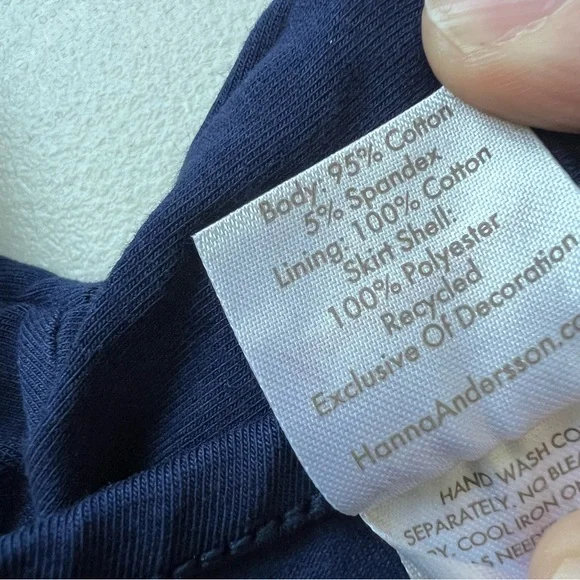 Body: 95% Cotton
5% Spandex
Lining: 100% Cotton
Skirt Shell:
100% Polyester
Recycled
Exclusive Of Decoration
HannaAndersson.co
HAND WASH CO
SEPARATELY. NO BLEA
COOL IRON
NEED